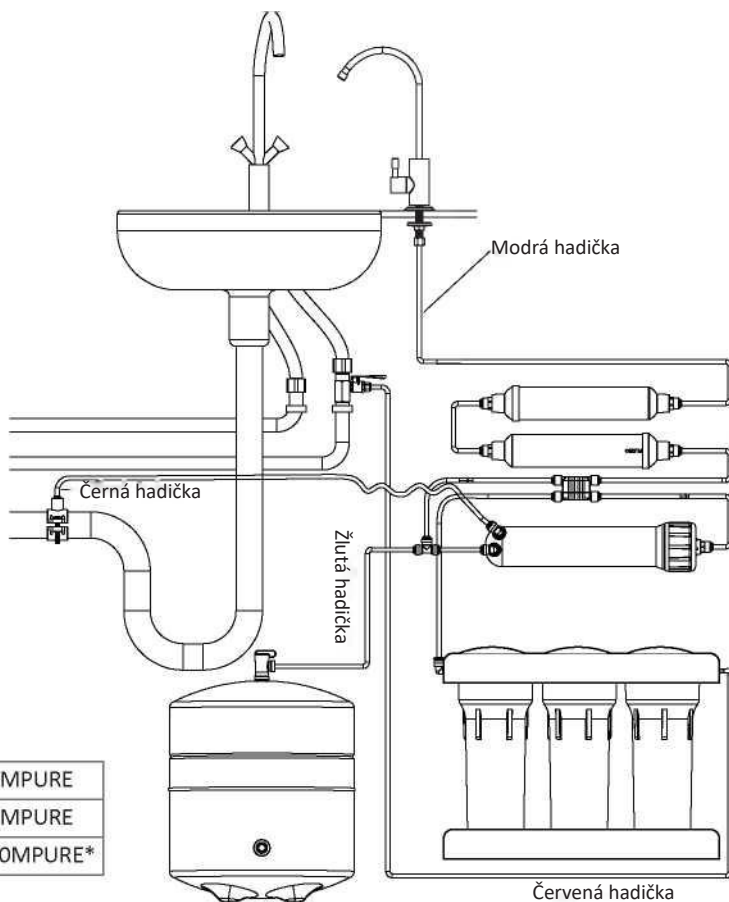 Modrá hadička
Černá hadička
Žlutá hadička
MPURE
MPURE
0MPURE*
Červená hadička